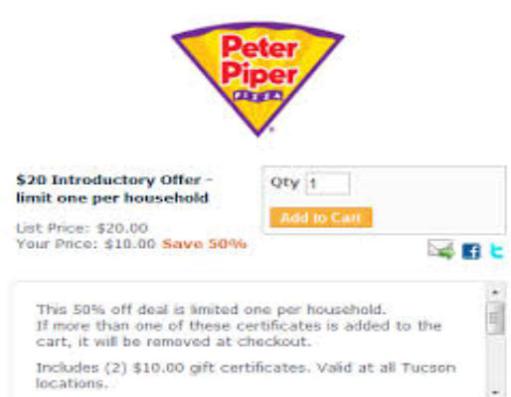 Peter
Piper
PIZZA
$20 Introductory Offer -
limit one per household
Qty 1
Add to Cart
List Price: $20.00
Your Price: $10.00 Save 50%
This 50% off deal is limited one per household.
If more than one of these certificates is added to the
cart, it will be removed at checkout.
Includes (2) $10.00 gift certificates. Valid at all Tucson
locations.